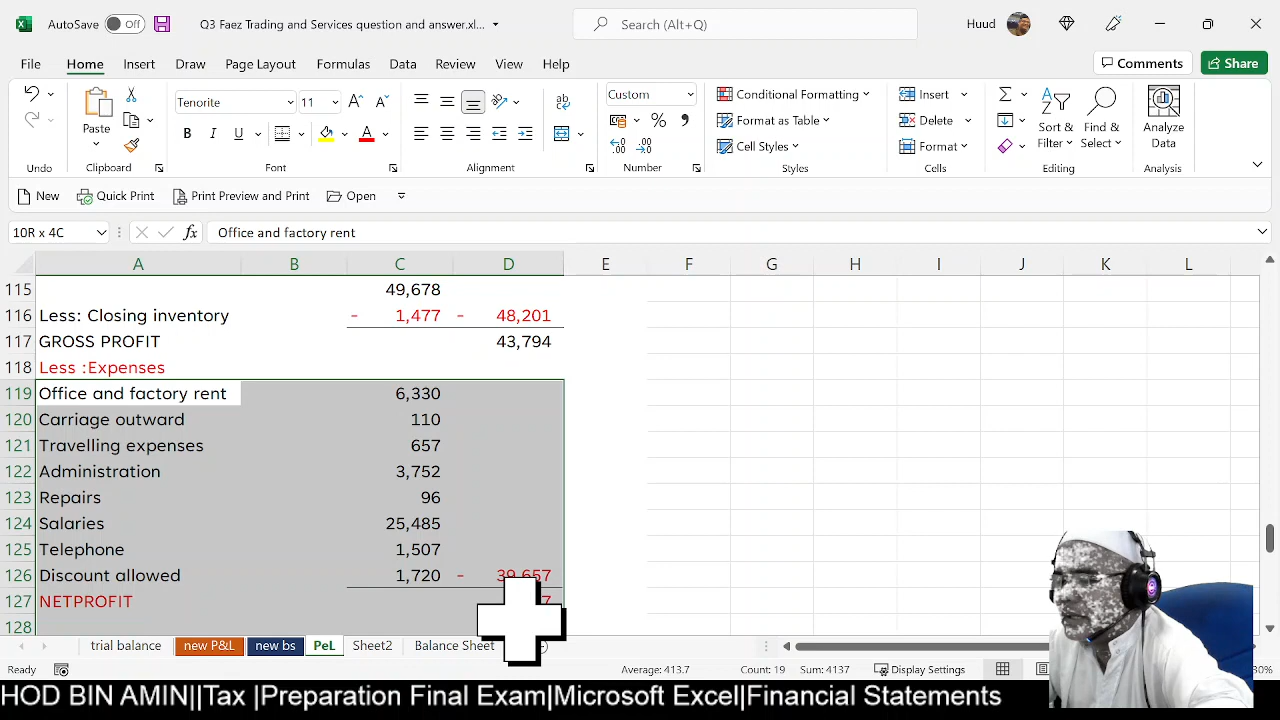 AutoSave Off Q3 Faez Trading and Services question and answer.xl... Search (Alt+Q) Huud
File Home Insert Draw Page Layout Formulas Data Review View Help Comments Share
Tenorite 11 Custom Conditional Formatting Insert
Paste B I U A % Format as Table Delete Sort & Filter Find & Select Analyze Data
Cell Styles Format
Undo Clipboard Font Alignment Number Styles Cells Editing Analysis
New Quick Print Print Preview and Print Open
10R x 4C fx Office and factory rent
A B C D E F G H I J K L
115 49,678
116 Less: Closing inventory - 1,477 - 48,201
117 GROSS PROFIT 43,794
118 Less :Expenses
119 Office and factory rent 6,330
120 Carriage outward 110
121 Travelling expenses 657
122 Administration 3,752
123 Repairs 96
124 Salaries 25,485
125 Telephone 1,507
126 Discount allowed 1,720 - 39,657
127 NETPROFIT 7
128
trial balance new P&L new bs PeL Sheet2 Balance Sheet
Ready Average: 413.7 Count: 19 Sum: 4137 Display Settings 30%
HOD BIN AMIN||Tax |Preparation Final Exam|Microsoft Excel|Financial Statements